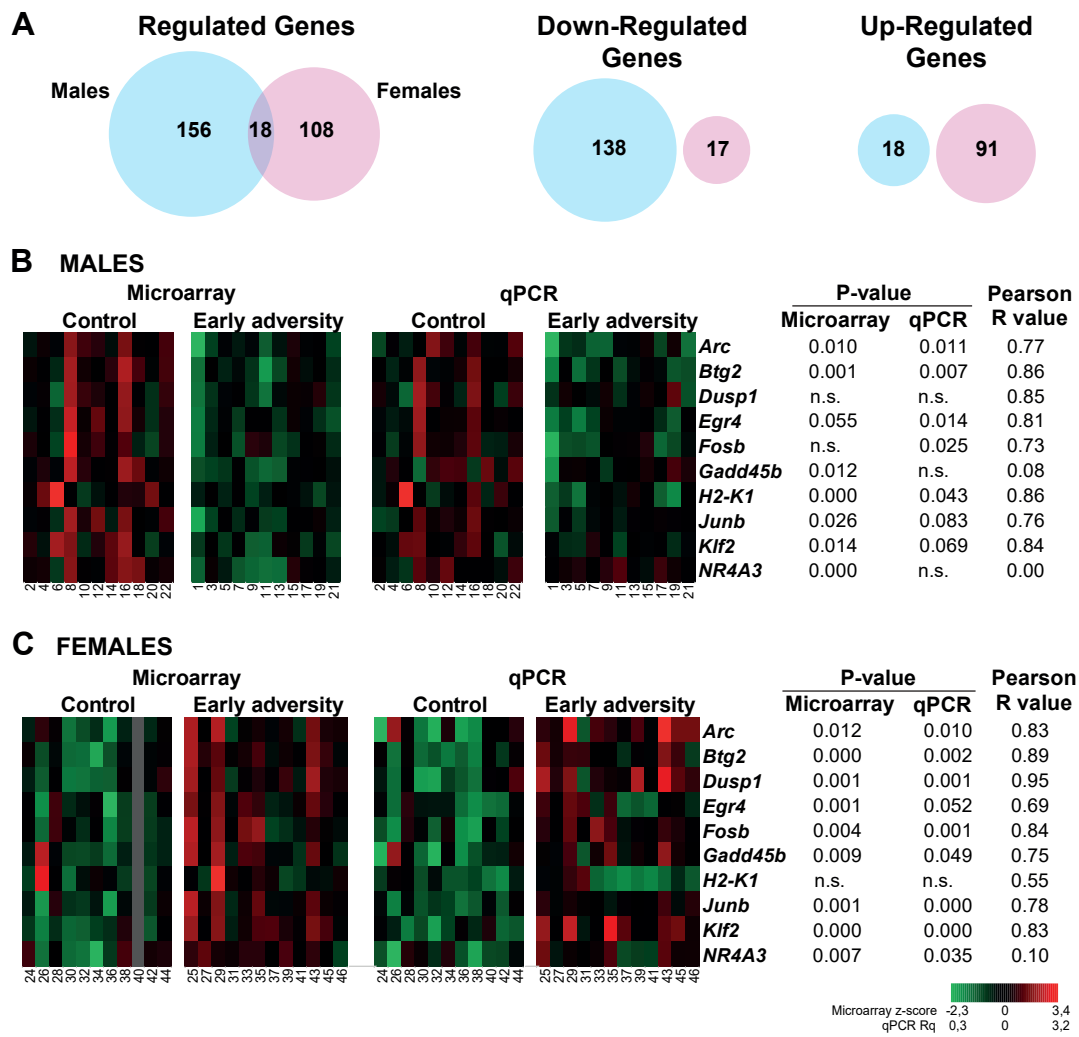 A
Regulated Genes
Down-Regulated
Genes
Up-Regulated
Genes
Males
Females
156
18
108
138
17
18
91
B MALES
Microarray
qPCR
P-value
Pearson
Control
Early adversity
Control
Early adversity
Microarray
qPCR
R value
Arc 0.010 0.011 0.77
Btg2 0.001 0.007 0.86
Dusp1 n.s. n.s. 0.85
Egr4 0.055 0.014 0.81
Fosb n.s. 0.025 0.73
Gadd45b 0.012 n.s. 0.08
H2-K1 0.000 0.043 0.86
Junb 0.026 0.083 0.76
Klf2 0.014 0.069 0.84
NR4A3 0.000 n.s. 0.00
2 4 6 8 10 12 14 16 18 20 22
1 3 5 7 9 11 13 15 17 19 21
2 4 6 8 10 12 14 16 18 20 22
1 3 5 7 9 11 13 15 17 19 21
C FEMALES
Microarray
qPCR
P-value
Pearson
Control
Early adversity
Control
Early adversity
Microarray
qPCR
R value
Arc 0.012 0.010 0.83
Btg2 0.000 0.002 0.89
Dusp1 0.001 0.001 0.95
Egr4 0.001 0.052 0.69
Fosb 0.004 0.001 0.84
Gadd45b 0.009 0.049 0.75
H2-K1 n.s. n.s. 0.55
Junb 0.001 0.000 0.78
Klf2 0.000 0.000 0.83
NR4A3 0.007 0.035 0.10
24 26 28 30 32 34 36 38 40 42 44
25 27 29 31 33 35 37 39 41 43 45 46
24 26 28 30 32 34 36 38 40 42 44
25 27 29 31 33 35 37 39 41 43 45 46
Microarray z-score -2,3 0 3,4
qPCR Rq 0,3 0 3,2